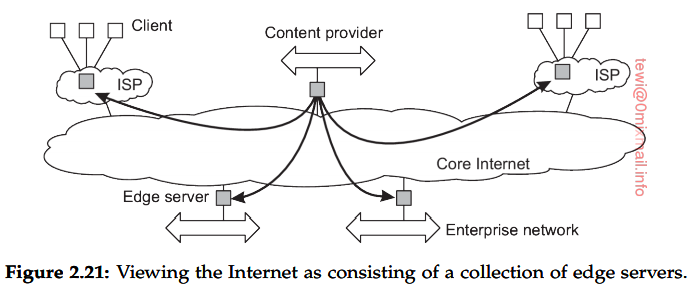 Client
Content provider
ISP
ISP
tewi@0mixmail.info
Core Internet
Edge server
Enterprise network
Figure 2.21: Viewing the Internet as consisting of a collection of edge servers.